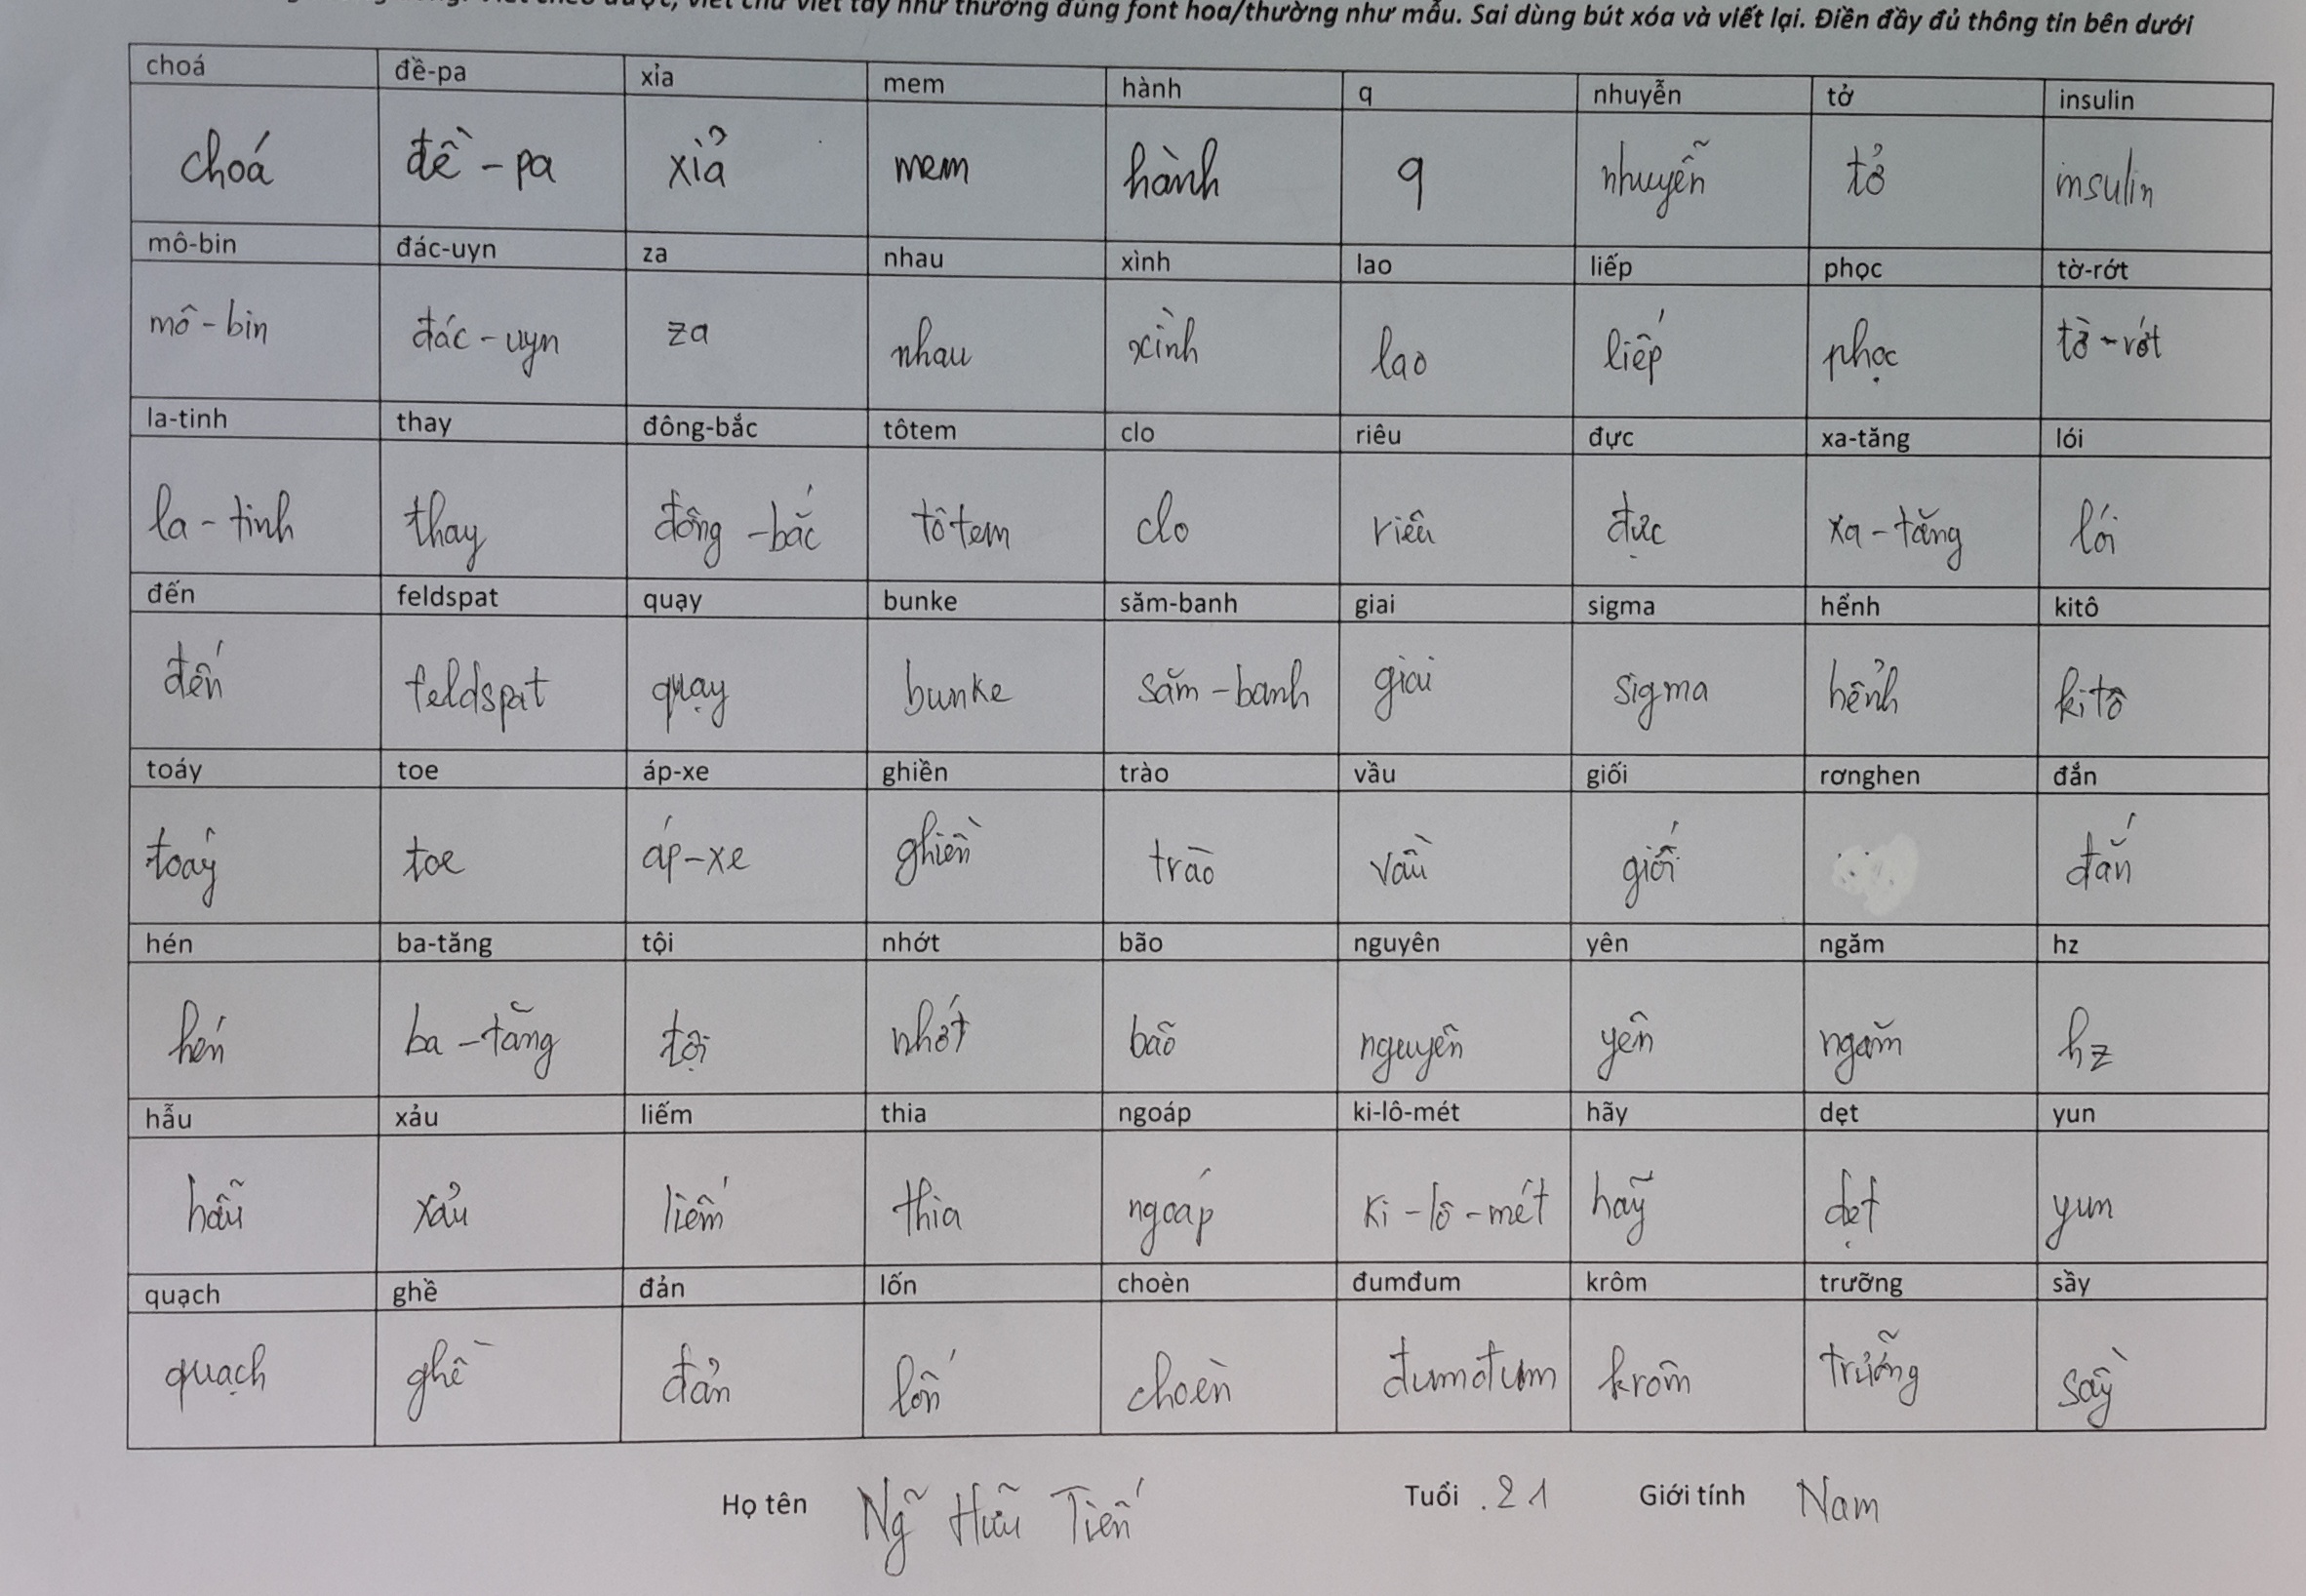 viết chữ viết tay như thường đúng font hoa/thường như mẫu. Sai dùng bút xóa và viết lại. Điền đầy đủ thông tin bên dưới
choá đề-pa xỉa mem hành q nhuyễn tở insulin
choá đề-pa xỉả mem hành q nhuyễn tở insulin
mô-bin đác-uyn za nhau xình lao liếp phọc tờ-rớt
mô-bin đác-uyn za nhau xình lao liếp phọc tờ-rớt
la-tinh thay đông-bắc tôtem clo riêu đực xa-tăng lói
la-tinh thay đông-bắc tôtem clo riêu đực xa-tăng lói
đến feldspat quạy bunke săm-banh giai sigma hểnh kitô
đến feldspat quạy bunke săm-banh giai sigma hểnh kitô
toáy toe áp-xe ghiền trào vầu giối rơnghen đắn
toáy toe áp-xe ghiền trào vầu giối đắn
hén ba-tăng tội nhớt bão nguyên yên ngăm hz
hén ba-tăng tội nhớt bão nguyên yên ngăm hz
hẫu xảu liếm thia ngoáp ki-lô-mét hãy dẹt yun
hẫu xảu liếm thia ngoáp ki-lô-mét hãy dẹt yun
quạch ghề đản lốn choèn đumđum krôm trưỡng sầy
quạch ghề đản lốn choèn đumđum krôm trưỡng sầy
Họ tên Ng~ Hữu Tiến Tuổi .21 Giới tính Nam